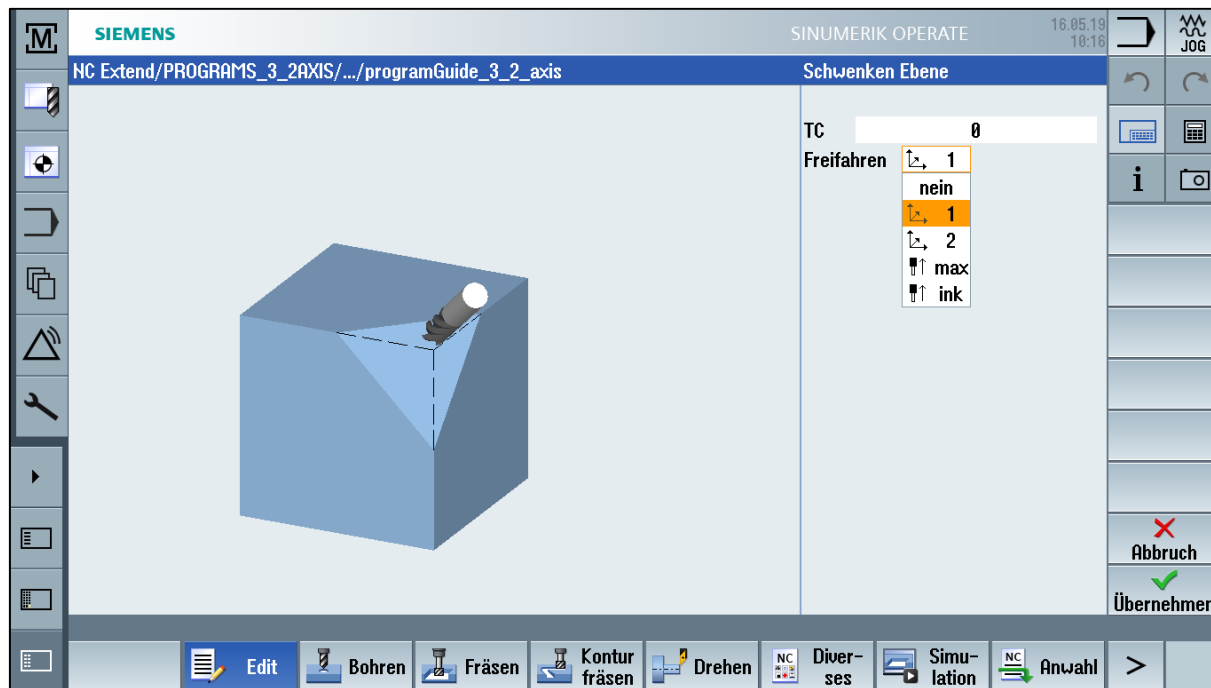 M
SIEMENS
SINUMERIK OPERATE
16.05.19
10:16
JOG
NC Extend/PROGRAMS_3_2AXIS/.../programGuide_3_2_axis
Schwenken Ebene
TC 0
Freifahren 1
nein
1
2
max
ink
i
Abbruch
Übernehmen
Edit
Bohren
Fräsen
Kontur
fräsen
Drehen
NC
Diver-
ses
Simu-
lation
NC
Anwahl
>